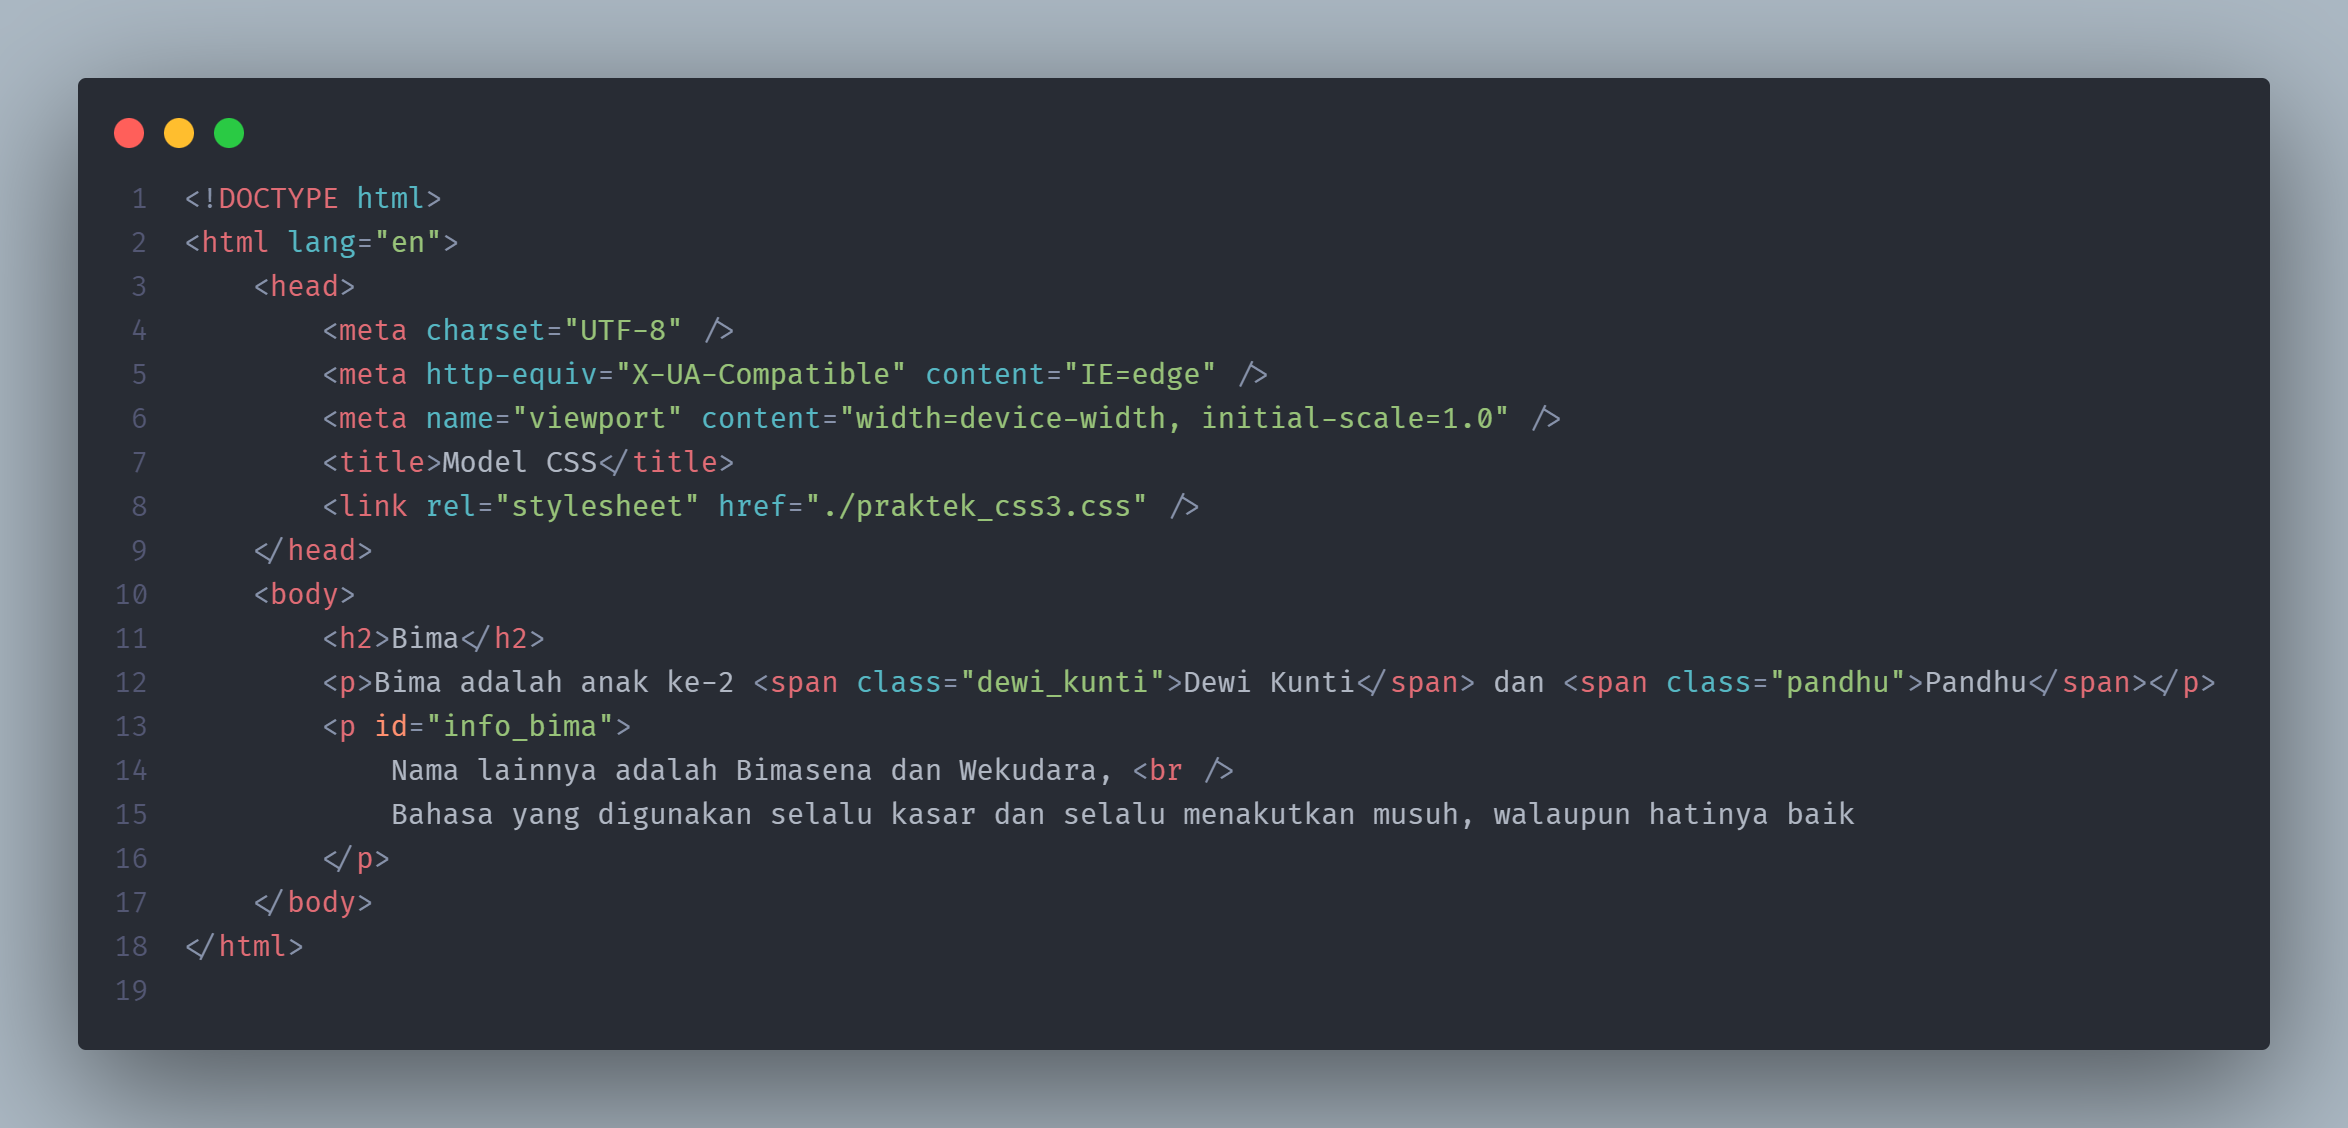 1 <!DOCTYPE html>
2 <html lang="en">
3     <head>
4         <meta charset="UTF-8" />
5         <meta http-equiv="X-UA-Compatible" content="IE=edge" />
6         <meta name="viewport" content="width=device-width, initial-scale=1.0" />
7         <title>Model CSS</title>
8         <link rel="stylesheet" href="./praktek_css3.css" />
9     </head>
10     <body>
11         <h2>Bima</h2>
12         <p>Bima adalah anak ke-2 <span class="dewi_kunti">Dewi Kunti</span> dan <span class="pandhu">Pandhu</span></p>
13         <p id="info_bima">
14             Nama lainnya adalah Bimasena dan Wekudara, <br />
15             Bahasa yang digunakan selalu kasar dan selalu menakutkan musuh, walaupun hatinya baik
16         </p>
17     </body>
18 </html>
19